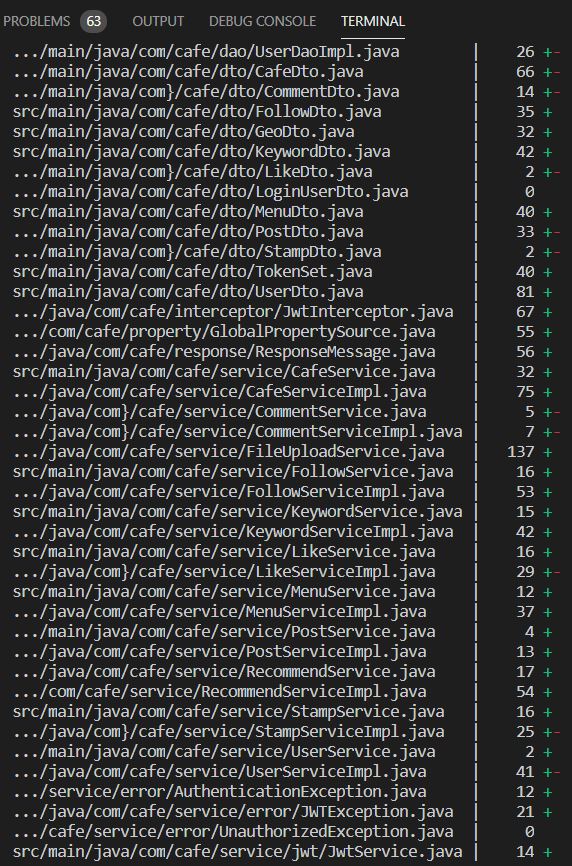 PROBLEMS 63 OUTPUT DEBUG CONSOLE TERMINAL
.../main/java/com/cafe/dao/UserDaoImpl.java | 26 +-
.../main/java/com/cafe/dto/CafeDto.java | 66 +-
.../main/java/com}/cafe/dto/CommentDto.java | 14 +-
src/main/java/com/cafe/dto/FollowDto.java | 35 +
src/main/java/com/cafe/dto/GeoDto.java | 32 +
src/main/java/com/cafe/dto/KeywordDto.java | 42 +
.../main/java/com}/cafe/dto/LikeDto.java | 2 +-
.../main/java/com/cafe/dto/LoginUserDto.java | 0
src/main/java/com/cafe/dto/MenuDto.java | 40 +
.../main/java/com/cafe/dto/PostDto.java | 33 +-
.../main/java/com}/cafe/dto/StampDto.java | 2 +-
src/main/java/com/cafe/dto/TokenSet.java | 40 +
src/main/java/com/cafe/dto/UserDto.java | 81 +
.../java/com/cafe/interceptor/JwtInterceptor.java | 67 +
.../com/cafe/property/GlobalPropertySource.java | 55 +
.../java/com/cafe/response/ResponseMessage.java | 56 +
src/main/java/com/cafe/service/CafeService.java | 32 +
.../java/com/cafe/service/CafeServiceImpl.java | 75 +
.../java/com}/cafe/service/CommentService.java | 5 +-
.../java/com}/cafe/service/CommentServiceImpl.java | 7 +-
.../java/com/cafe/service/FileUploadService.java | 137 +
src/main/java/com/cafe/service/FollowService.java | 16 +
.../java/com/cafe/service/FollowServiceImpl.java | 53 +
src/main/java/com/cafe/service/KeywordService.java | 15 +
.../java/com/cafe/service/KeywordServiceImpl.java | 42 +
src/main/java/com/cafe/service/LikeService.java | 16 +
.../java/com}/cafe/service/LikeServiceImpl.java | 29 +-
src/main/java/com/cafe/service/MenuService.java | 12 +
.../java/com/cafe/service/MenuServiceImpl.java | 37 +
.../main/java/com/cafe/service/PostService.java | 4 +
.../java/com/cafe/service/PostServiceImpl.java | 13 +
.../java/com/cafe/service/RecommendService.java | 17 +
.../com/cafe/service/RecommendServiceImpl.java | 54 +
src/main/java/com/cafe/service/StampService.java | 16 +
.../java/com}/cafe/service/StampServiceImpl.java | 25 +-
.../main/java/com/cafe/service/UserService.java | 2 +
.../java/com/cafe/service/UserServiceImpl.java | 41 +-
.../service/error/AuthenticationException.java | 12 +
.../java/com/cafe/service/error/JWTException.java | 21 +
.../cafe/service/error/UnauthorizedException.java | 0
src/main/java/com/cafe/service/jwt/JwtService.java | 14 +